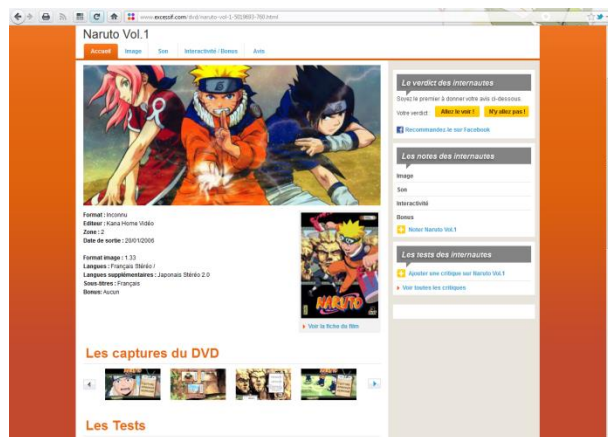 www.excessif.com/dvd/naruto-vol-1-5019693-760.html
Naruto Vol.1
Accueil
Image
Son
Interactivité / Bonus
Avis
Le verdict des internautes
Soyez le premier à donner votre avis ci-dessous.
Votre verdict:
Allez le voir !
N'y allez pas !
Recommandez le sur Facebook
Les notes des internautes
Image
Son
Interactivité
Bonus
Noter Naruto Vol.1
Les tests des internautes
Ajouter une critique sur Naruto Vol.1
Voir toutes les critiques
Format : Inconnu
Editeur : Kana Home Vidéo
Zone : 2
Date de sortie : 20/01/2006
Format image : 1.33
Langues : Français Stéréo /
Langues supplémentaires : Japonais Stéréo 2.0
Sous-titres : Français
Bonus: Aucun
NARUTO
Voir la fiche du film
Les captures du DVD
Les Tests